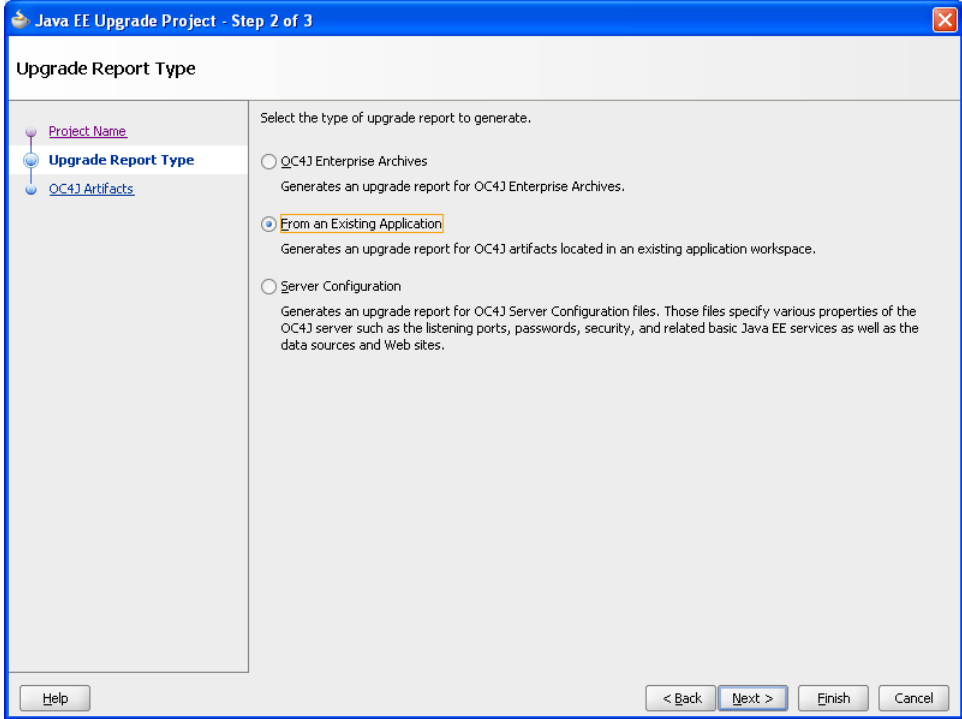 Java EE Upgrade Project - Step 2 of 3
Upgrade Report Type
Project Name
Upgrade Report Type
OC4J Artifacts
Select the type of upgrade report to generate.
OC4J Enterprise Archives
Generates an upgrade report for OC4J Enterprise Archives.
From an Existing Application
Generates an upgrade report for OC4J artifacts located in an existing application workspace.
Server Configuration
Generates an upgrade report for OC4J Server Configuration files. Those files specify various properties of the
OC4J server such as the listening ports, passwords, security, and related basic Java EE services as well as the
data sources and Web sites.
Help
< Back
Next >
Finish
Cancel